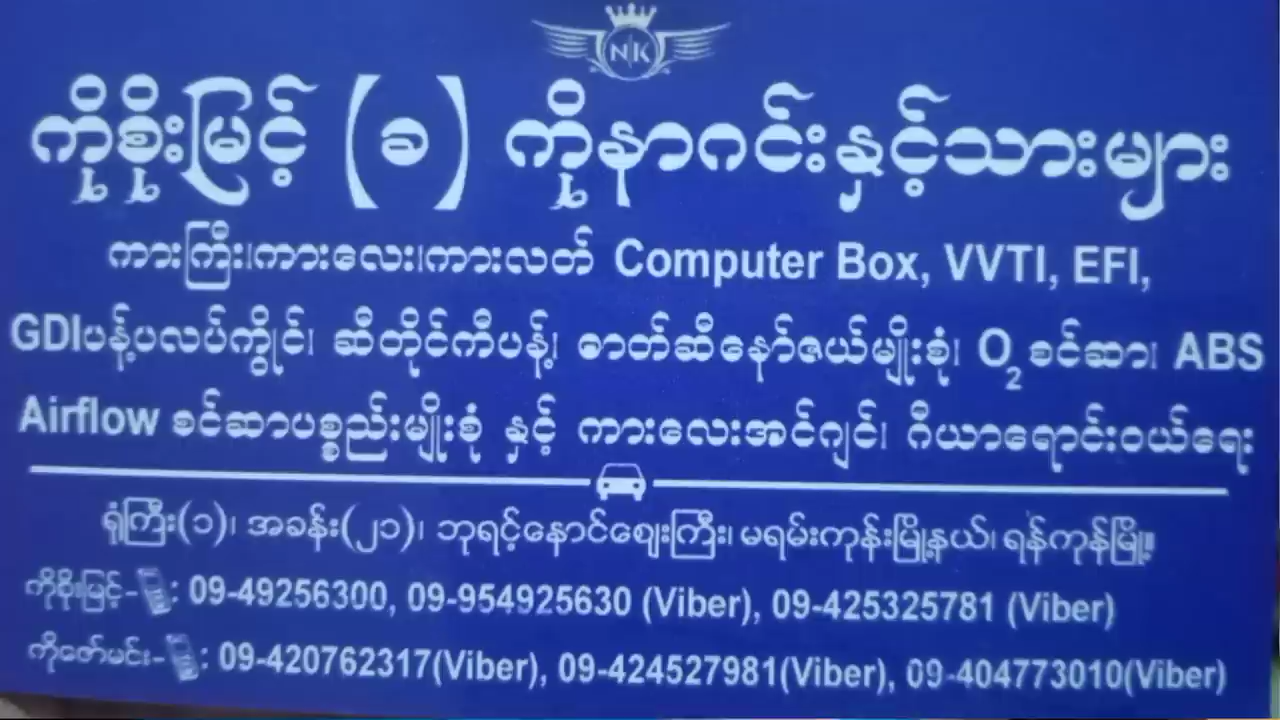 NK
ကိုစိုးမြင့် (ခ) ကိုနာဂင်းနှင့်သားများ
ကားကြီး၊ကားလေး၊ကားလတ် Computer Box, VVTI, EFI,
GDIပန့်ပလပ်ကွိုင်၊ ဆီတိုင်ကီပန့်၊ ဓာတ်ဆီနော်ဇယ်မျိုးစုံ၊ O₂ စင်ဆာ၊ ABS
Airflow စင်ဆာပစ္စည်းမျိုးစုံ နှင့် ကားလေးအင်ဂျင်၊ ဂီယာရောင်းဝယ်ရေး
ရုံကြီး(၁)၊ အခန်း(၂၁)၊ ဘုရင့်နောင်ဈေးကြီး၊ မရမ်းကုန်းမြို့နယ်၊ ရန်ကုန်မြို့။
ကိုစိုးမြင့်-: 09-49256300, 09-954925630 (Viber), 09-425325781 (Viber)
ကိုဇော်မင်း-: 09-420762317(Viber), 09-424527981(Viber), 09-404773010(Viber)